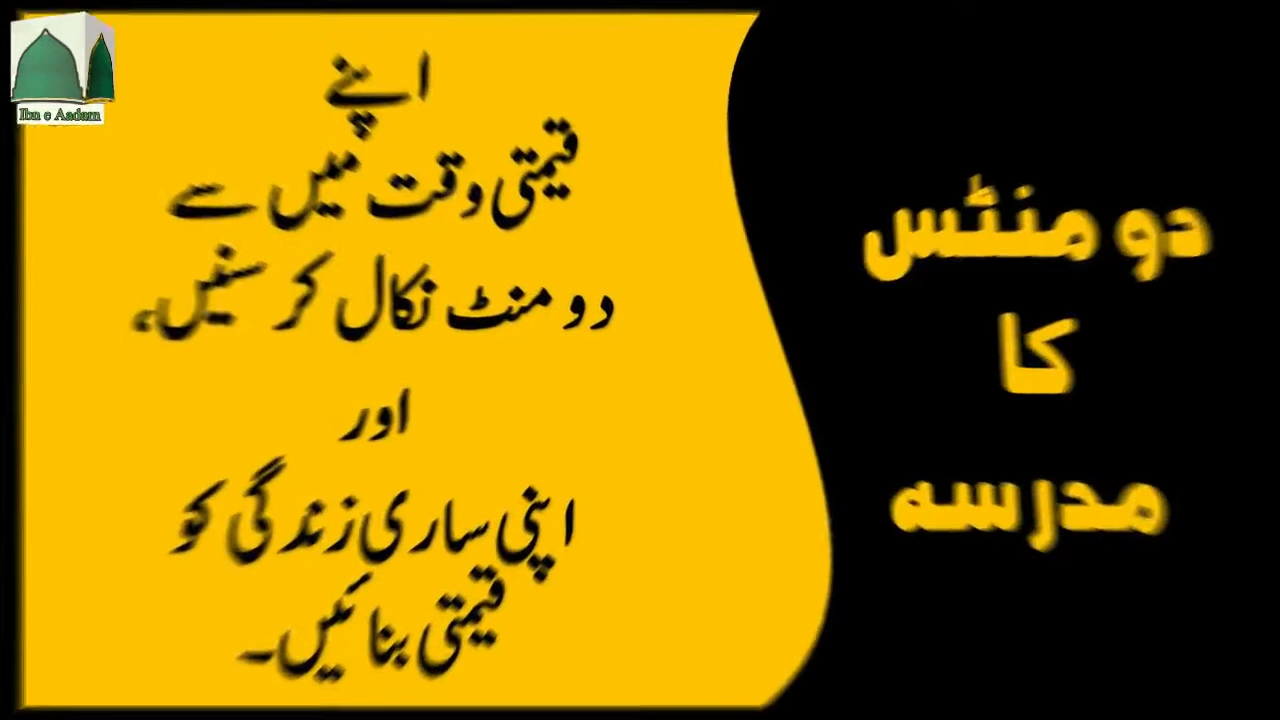 دو منٹس
کا
مدرسہ
اپنے
قیمتی وقت میں سے
دو منٹ نکال کر سنیں،
اور
اپنی ساری زندگی کو
قیمتی بنائیں۔
Ibn e Aadam